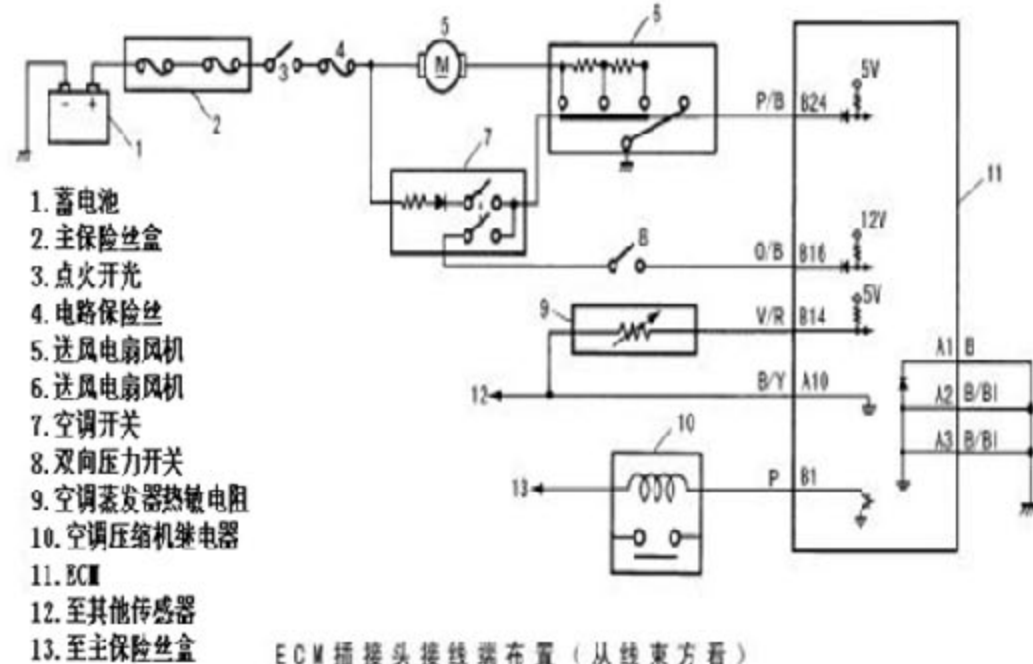 5
6
4
3
M
5V
P/B B24
- +
1
2
7
11
12V
8
O/B B16
5V
9
V/R B14
A1 B
12 B/Y A10
A2 B/Bl
10
A3 B/Bl
13 P B1
1.蓄电池
2.主保险丝盒
3.点火开光
4.电路保险丝
5.送风电扇风机
6.送风电扇风机
7.空调开关
8.双向压力开关
9.空调蒸发器热敏电阻
10.空调压缩机继电器
11.ECM
12.至其他传感器
13.至主保险丝盒
ECM插接头接线端布置（从线束方看）